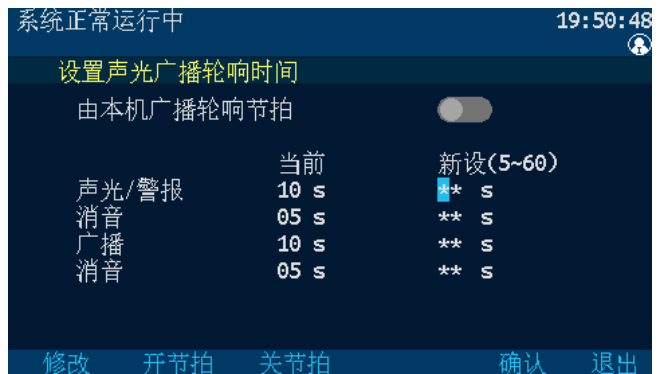 系统正常运行中 19:50:48
设置声光广播轮响时间
由本机广播轮响节拍
当前 新设(5~60)
声光/警报 10 s ** s
消音 05 s ** s
广播 10 s ** s
消音 05 s ** s
修改 开节拍 关节拍 确认 退出